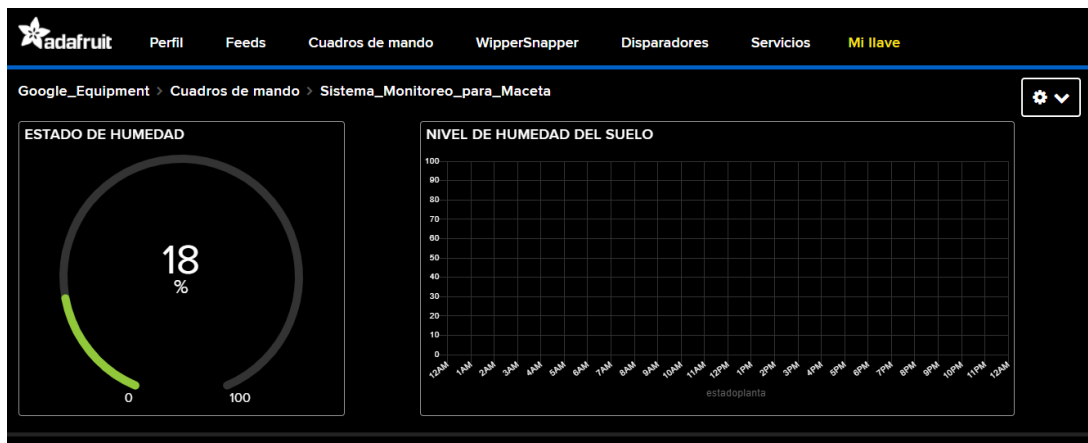 adafruit Perfil Feeds Cuadros de mando WipperSnapper Disparadores Servicios Mi llave
Google_Equipment > Cuadros de mando > Sistema_Monitoreo_para_Maceta
ESTADO DE HUMEDAD
18
%
0 100
NIVEL DE HUMEDAD DEL SUELO
100
90
80
70
60
50
40
30
20
10
0
12AM 1AM 2AM 3AM 4AM 5AM 6AM 7AM 8AM 9AM 10AM 11AM 12PM 1PM 2PM 3PM 4PM 5PM 6PM 7PM 8PM 9PM 10PM 11PM 12AM
estadoplanta